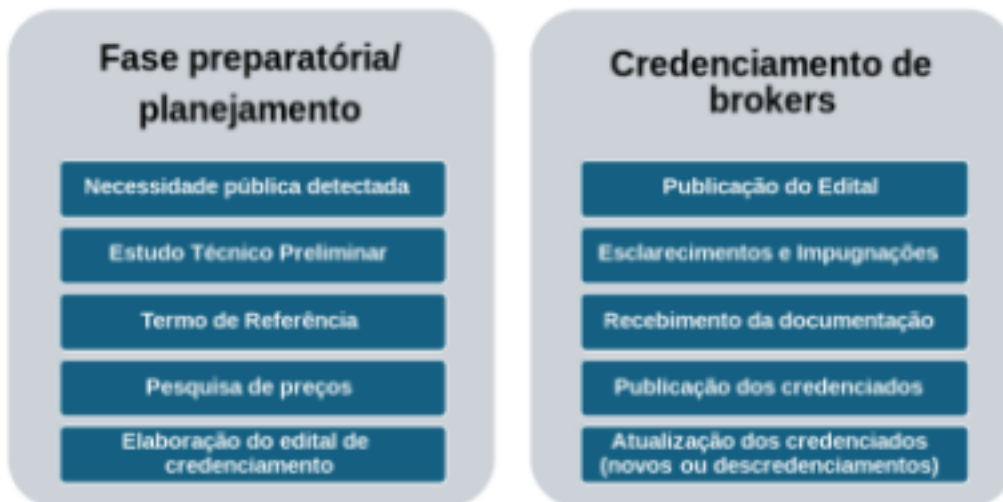 Fase preparatória/
planejamento
Necessidade pública detectada
Estudo Técnico Preliminar
Termo de Referência
Pesquisa de preços
Elaboração do edital de
credenciamento
Credenciamento de
brokers
Publicação do Edital
Esclarecimentos e Impugnações
Recebimento da documentação
Publicação dos credenciados
Atualização dos credenciados
(novos ou descredenciamentos)